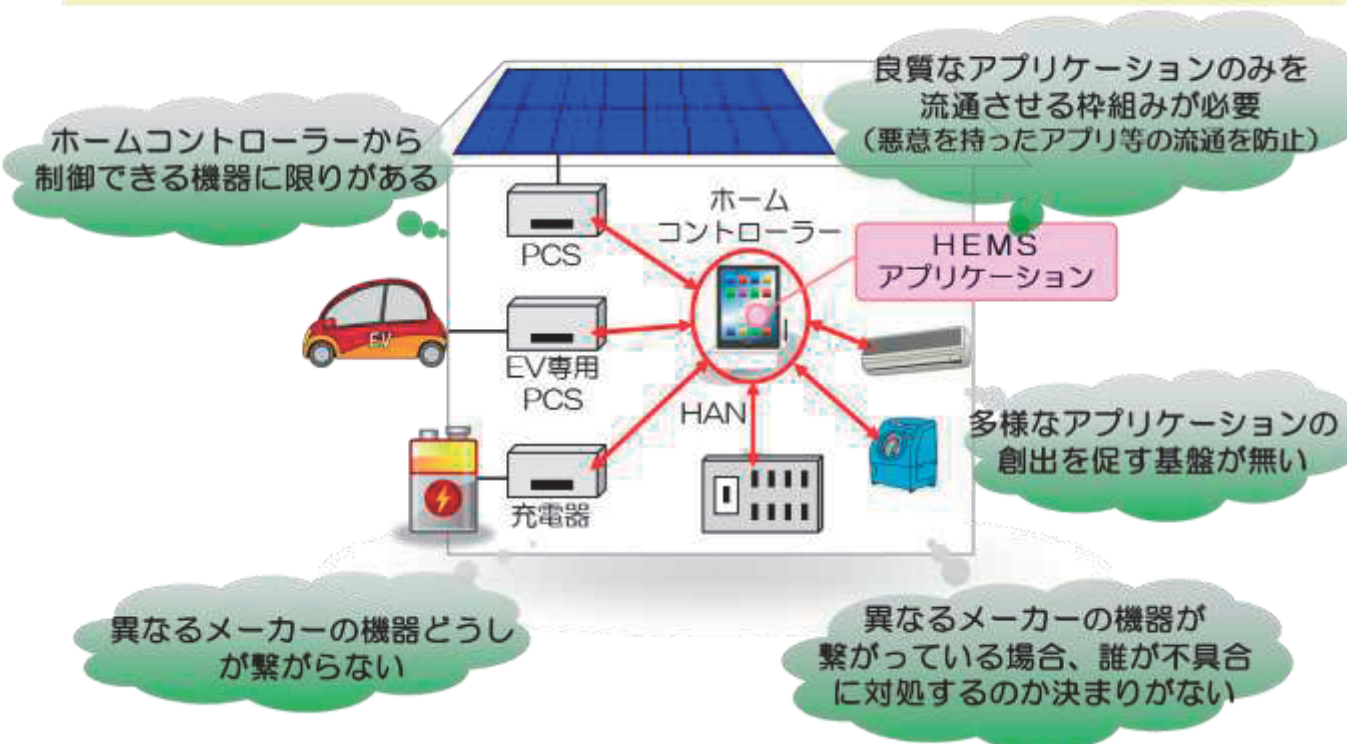 良質なアプリケーションのみを
流通させる枠組みが必要
（悪意を持ったアプリ等の流通を防止）
ホームコントローラーから
制御できる機器に限りがある
ホーム
コントローラー
PCS
HEMS
アプリケーション
EV
EV専用
PCS
HAN
多様なアプリケーションの
創出を促す基盤が無い
充電器
異なるメーカーの機器どうし
が繋がらない
異なるメーカーの機器が
繋がっている場合、誰が不具合
に対処するのか決まりがない